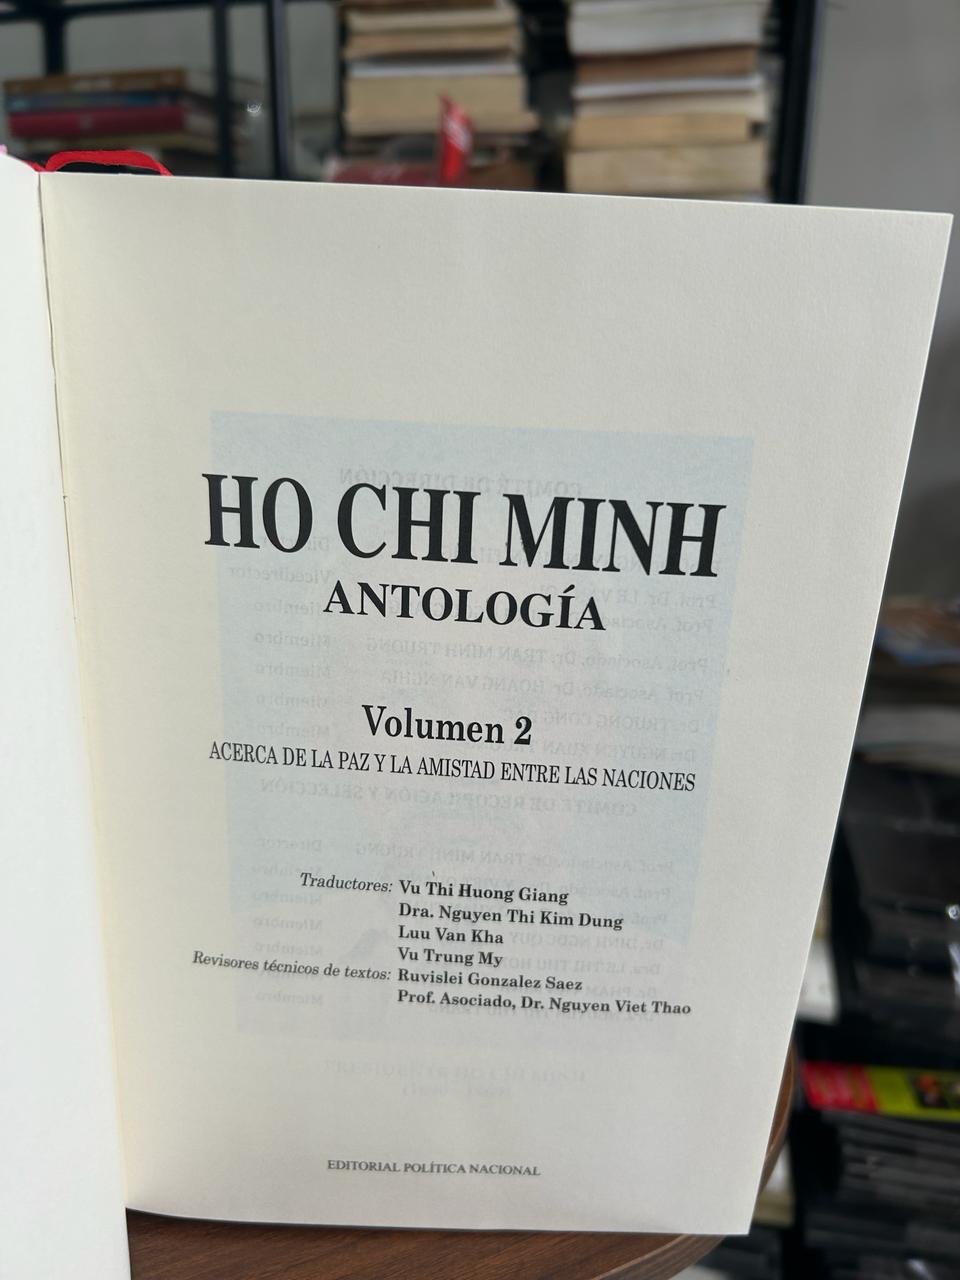 HO CHI MINH
ANTOLOGÍA
Volumen 2
ACERCA DE LA PAZ Y LA AMISTAD ENTRE LAS NACIONES
Traductores: Vu Thi Huong Giang
Dra. Nguyen Thi Kim Dung
Luu Van Kha
Vu Trung My
Revisores técnicos de textos: Ruvislei Gonzalez Saez
Prof. Asociado, Dr. Nguyen Viet Thao
EDITORIAL POLÍTICA NACIONAL